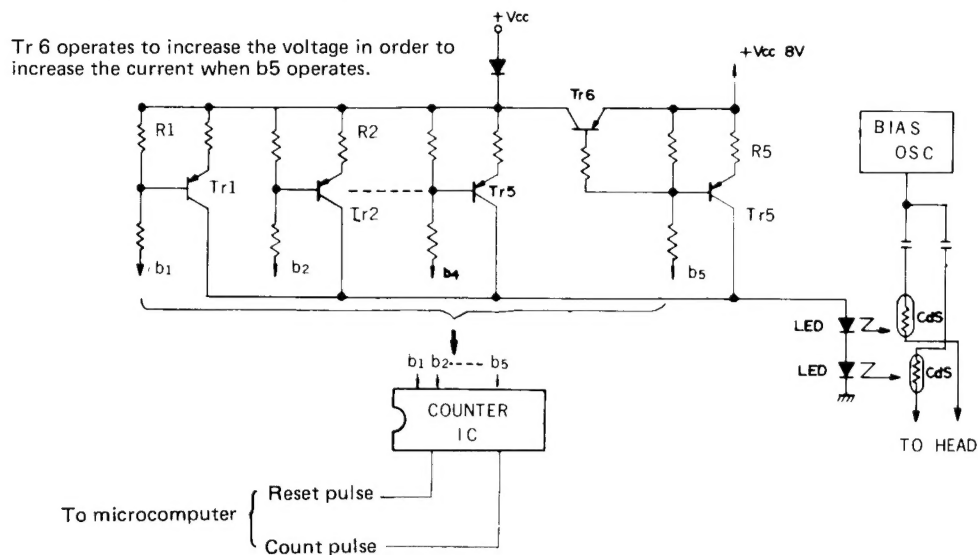 Tr 6 operates to increase the voltage in order to
increase the current when b5 operates.
+Vcc
+Vcc 8V
Tr6
R1
R2
R5
BIAS
OSC
Tr1
Tr2
Tr5
Tr5
b1
b2
b4
b5
CdS
LED
LED
CdS
b1 b2 b5
COUNTER
IC
TO HEAD
Reset pulse
To microcomputer
Count pulse